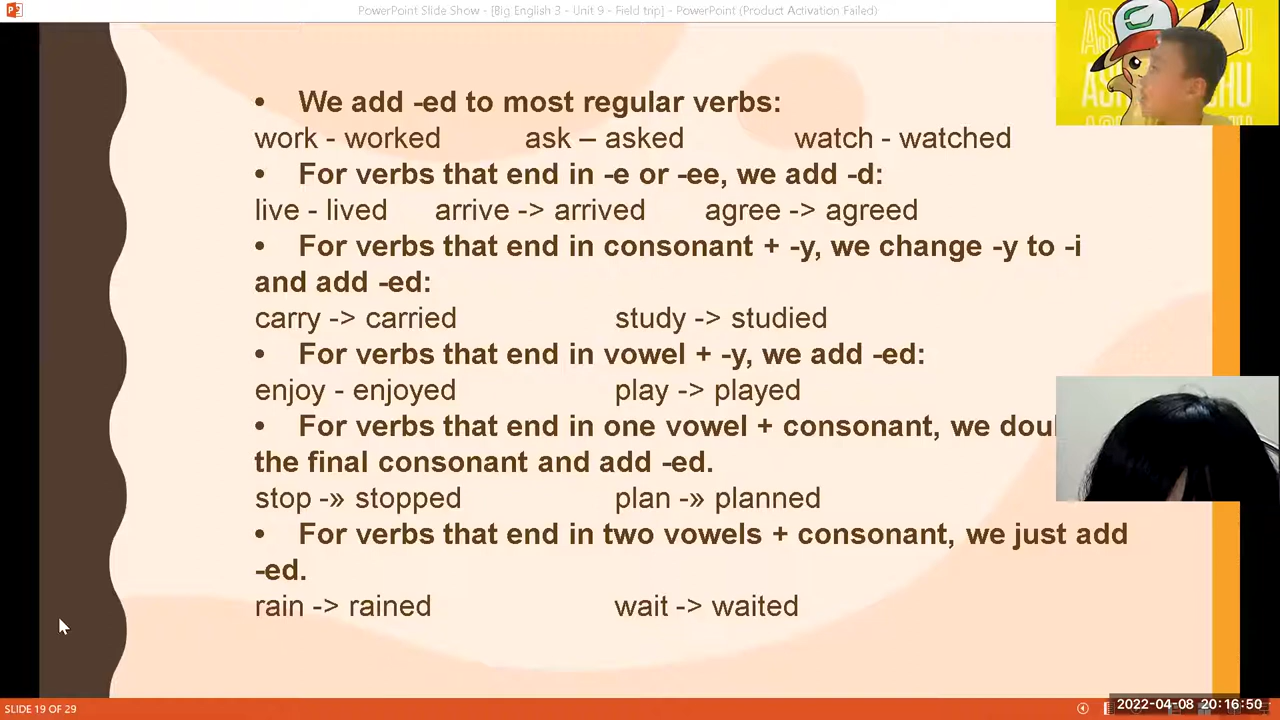 PowerPoint Slide Show - [Big English 3 - Unit 9 - Field trip] - PowerPoint (Product Activation Failed)
• We add -ed to most regular verbs:
work - worked ask – asked watch - watched
• For verbs that end in -e or -ee, we add -d:
live - lived arrive -> arrived agree -> agreed
• For verbs that end in consonant + -y, we change -y to -i
and add -ed:
carry -> carried study -> studied
• For verbs that end in vowel + -y, we add -ed:
enjoy - enjoyed play -> played
• For verbs that end in one vowel + consonant, we
the final consonant and add -ed.
stop -» stopped plan -» planned
• For verbs that end in two vowels + consonant, we just add
-ed.
rain -> rained wait -> waited
SLIDE 19 OF 29
2022-04-08 20:16:50